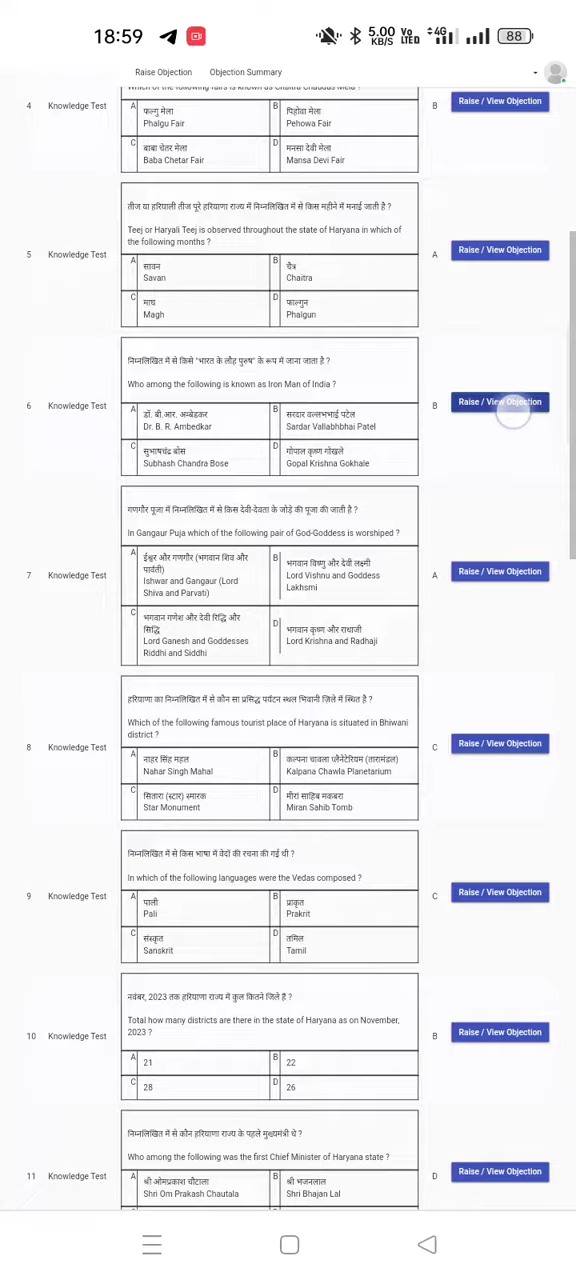 18:59
5.00 KB/S
Vo LTED
4G
88
Raise Objection Objection Summary
Which of the following fairs is known as Chaitra Chaudas Mela ?
4 Knowledge Test
A फल्गु मेला
Phalgu Fair
B पिहोवा मेला
Pehowa Fair
C बाबा चेतर मेला
Baba Chetar Fair
D मनसा देवी मेला
Mansa Devi Fair
B
Raise / View Objection
तीज या हरियाली तीज पूरे हरियाणा राज्य में निम्नलिखित में से किस महीने में मनाई जाती है ?
Teej or Haryali Teej is observed throughout the state of Haryana in which of
the following months ?
5 Knowledge Test
A सावन
Savan
B चैत्र
Chaitra
C माघ
Magh
D फाल्गुन
Phalgun
A
Raise / View Objection
निम्नलिखित में से किसे "भारत के लौह पुरुष" के रूप में जाना जाता है ?
Who among the following is known as Iron Man of India ?
6 Knowledge Test
A डॉ. बी.आर. अम्बेडकर
Dr. B. R. Ambedkar
B सरदार वल्लभभाई पटेल
Sardar Vallabhbhai Patel
C सुभाषचंद्र बोस
Subhash Chandra Bose
D गोपाल कृष्ण गोखले
Gopal Krishna Gokhale
B
Raise / View Objection
गणगौर पूजा में निम्नलिखित में से किस देवी-देवता के जोड़े की पूजा की जाती है ?
In Gangaur Puja which of the following pair of God-Goddess is worshiped ?
7 Knowledge Test
A ईश्वर और गणगौर (भगवान शिव और
पार्वती)
Ishwar and Gangaur (Lord
Shiva and Parvati)
B भगवान विष्णु और देवी लक्ष्मी
Lord Vishnu and Goddess
Lakhsmi
C भगवान गणेश और देवी रिद्धि और
सिद्धि
Lord Ganesh and Goddesses
Riddhi and Siddhi
D भगवान कृष्ण और राधाजी
Lord Krishna and Radhaji
A
Raise / View Objection
हरियाणा का निम्नलिखित में से कौन सा प्रसिद्ध पर्यटन स्थल भिवानी ज़िले में स्थित है ?
Which of the following famous tourist place of Haryana is situated in Bhiwani
district ?
8 Knowledge Test
A नाहर सिंह महल
Nahar Singh Mahal
B कल्पना चावला प्लैनेटेरियम (तारामंडल)
Kalpana Chawla Planetarium
C सितारा (स्टार) स्मारक
Star Monument
D मीरां साहिब मकबरा
Miran Sahib Tomb
C
Raise / View Objection
निम्नलिखित में से किस भाषा में वेदों की रचना की गई थी ?
In which of the following languages were the Vedas composed ?
9 Knowledge Test
A पाली
Pali
B प्राकृत
Prakrit
C संस्कृत
Sanskrit
D तमिल
Tamil
C
Raise / View Objection
नवंबर, 2023 तक हरियाणा राज्य में कुल कितने जिले हैं ?
Total how many districts are there in the state of Haryana as on November,
2023 ?
10 Knowledge Test
A 21
B 22
C 28
D 26
B
Raise / View Objection
निम्नलिखित में से कौन हरियाणा राज्य के पहले मुख्यमंत्री थे ?
Who among the following was the first Chief Minister of Haryana state ?
11 Knowledge Test
A श्री ओमप्रकाश चौटाला
Shri Om Prakash Chautala
B श्री भजनलाल
Shri Bhajan Lal
D
Raise / View Objection